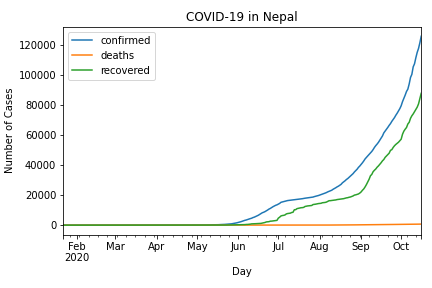 COVID-19 in Nepal
confirmed
deaths
recovered
Number of Cases
120000
100000
80000
60000
40000
20000
0
Feb Mar Apr May Jun Jul Aug Sep Oct
2020
Day